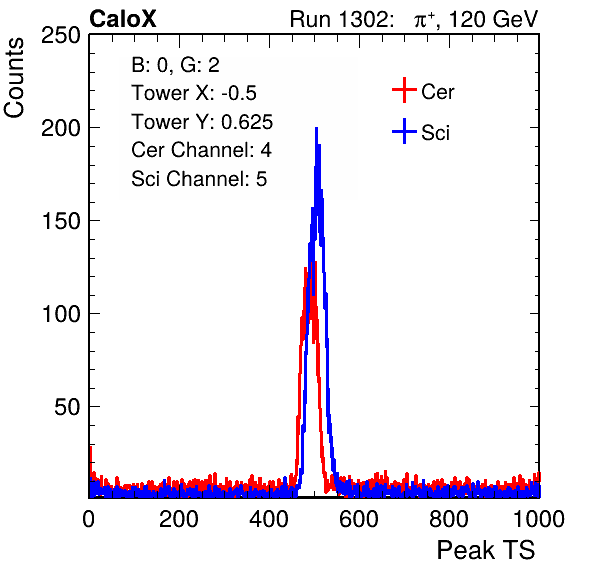 CaloX Run 1302: π⁺, 120 GeV
Counts
250
200
150
100
50
B: 0, G: 2
Tower X: -0.5
Tower Y: 0.625
Cer Channel: 4
Sci Channel: 5
Cer
Sci
0 200 400 600 800 1000
Peak TS